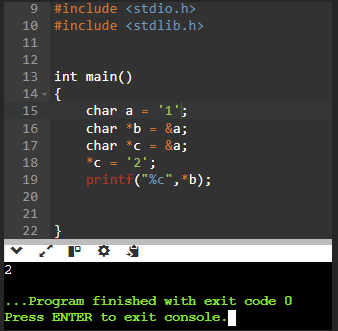 9 #include <stdio.h>
10 #include <stdlib.h>
11
12
13 int main()
14 {
15     char a = '1';
16     char *b = &a;
17     char *c = &a;
18     *c = '2';
19     printf("%c",*b);
20
21
22 }
2
...Program finished with exit code 0
Press ENTER to exit console.